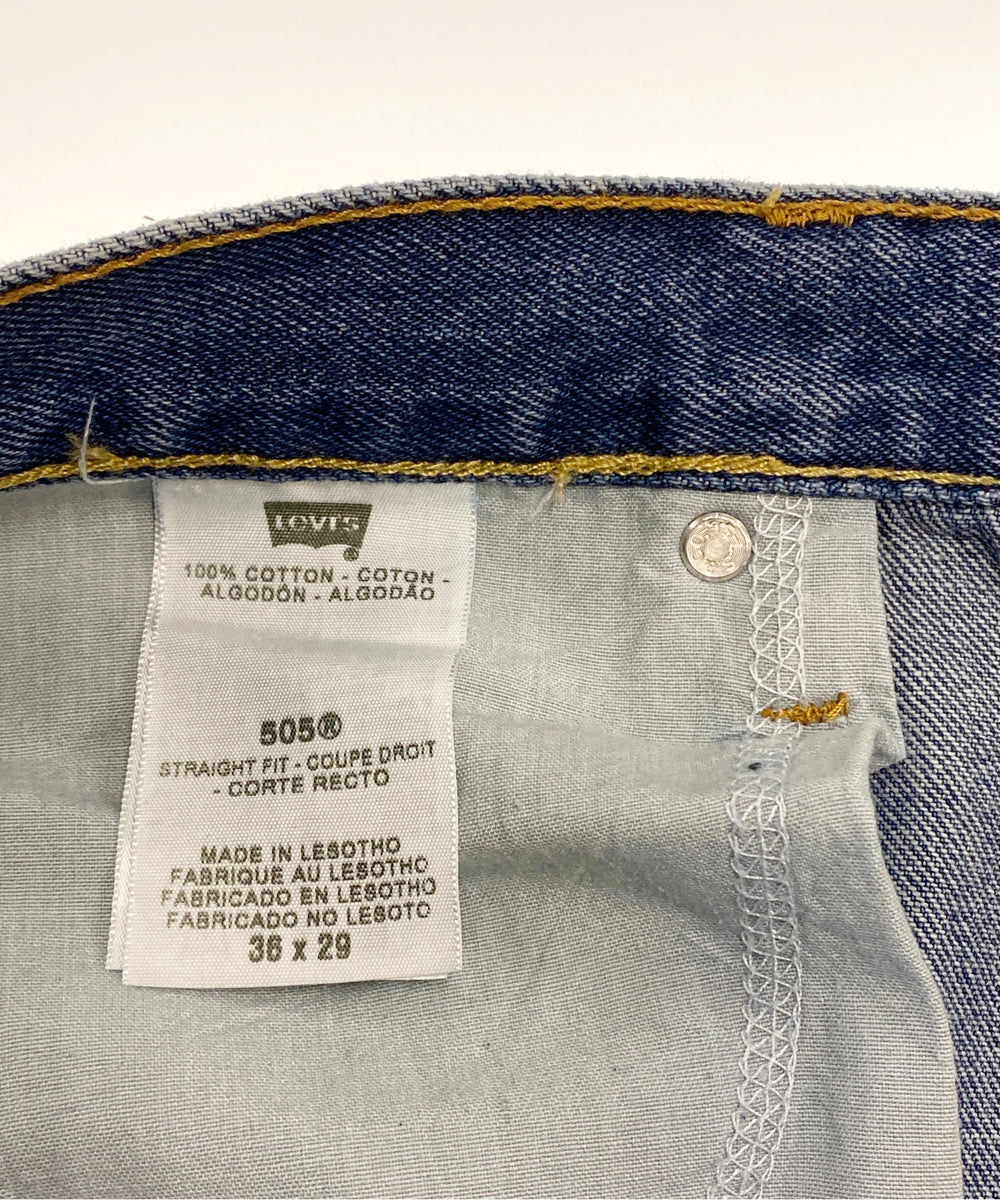 Levi's
100% COTTON - COTON -
ALGODÓN - ALGODÃO
505®
STRAIGHT FIT - COUPE DROIT
- CORTE RECTO
MADE IN LESOTHO
FABRIQUE AU LESOTHO
FABRICADO EN LESOTHO
FABRICADO NO LESOTO
36 x 29